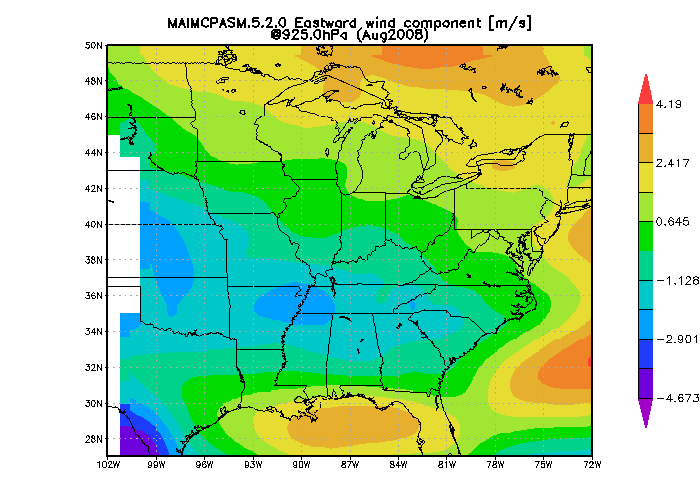 MAIMCPASM.5.2.0 Eastward wind component [m/s]
@925.0hPa (Aug2008)
50N
48N
46N
44N
42N
40N
38N
36N
34N
32N
30N
28N
102W 99W 96W 93W 90W 87W 84W 81W 78W 75W 72W
4.19
2.417
0.645
-1.128
-2.901
-4.673